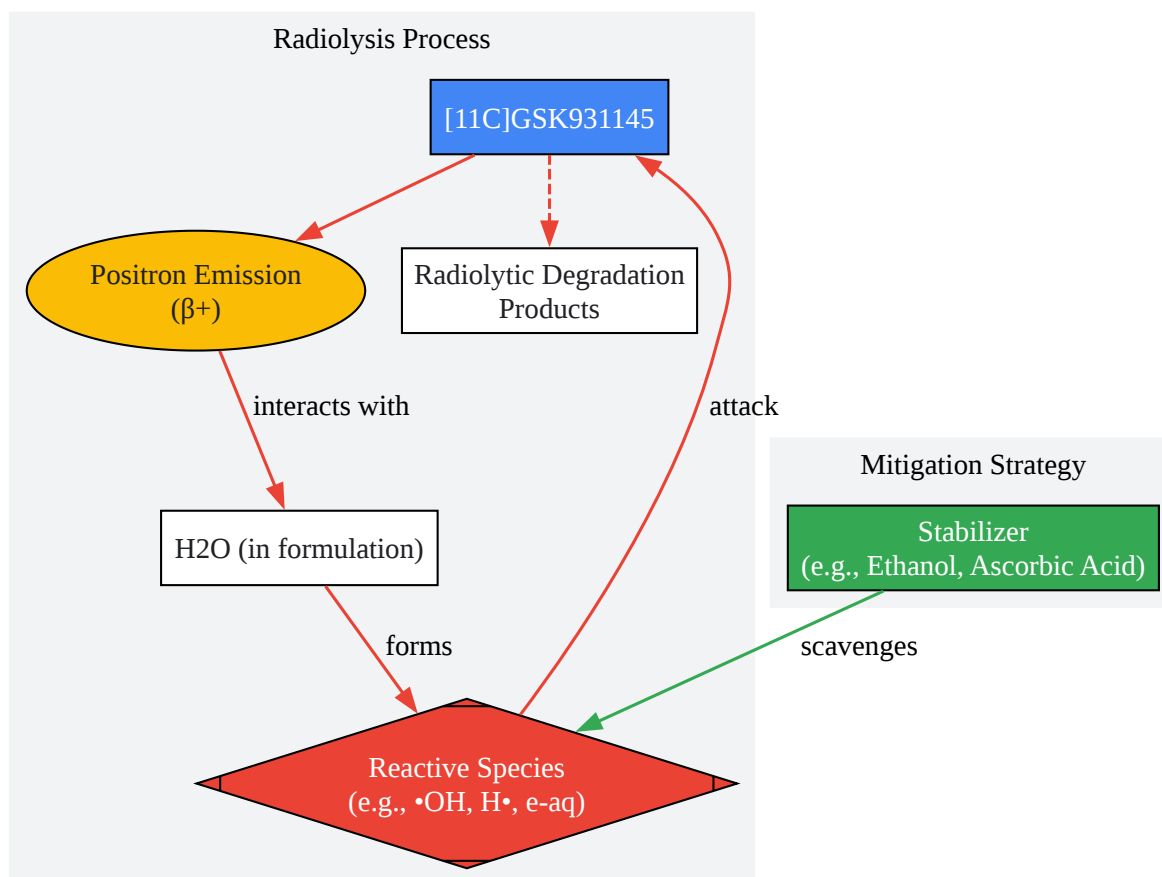 Radiolysis Process
[11C]GSK931145
Positron Emission
(β+)
Radiolytic Degradation
Products
interacts with
attack
Mitigation Strategy
Stabilizer
(e.g., Ethanol, Ascorbic Acid)
H2O (in formulation)
forms
scavenges
Reactive Species
(e.g., •OH, H•, e-aq)